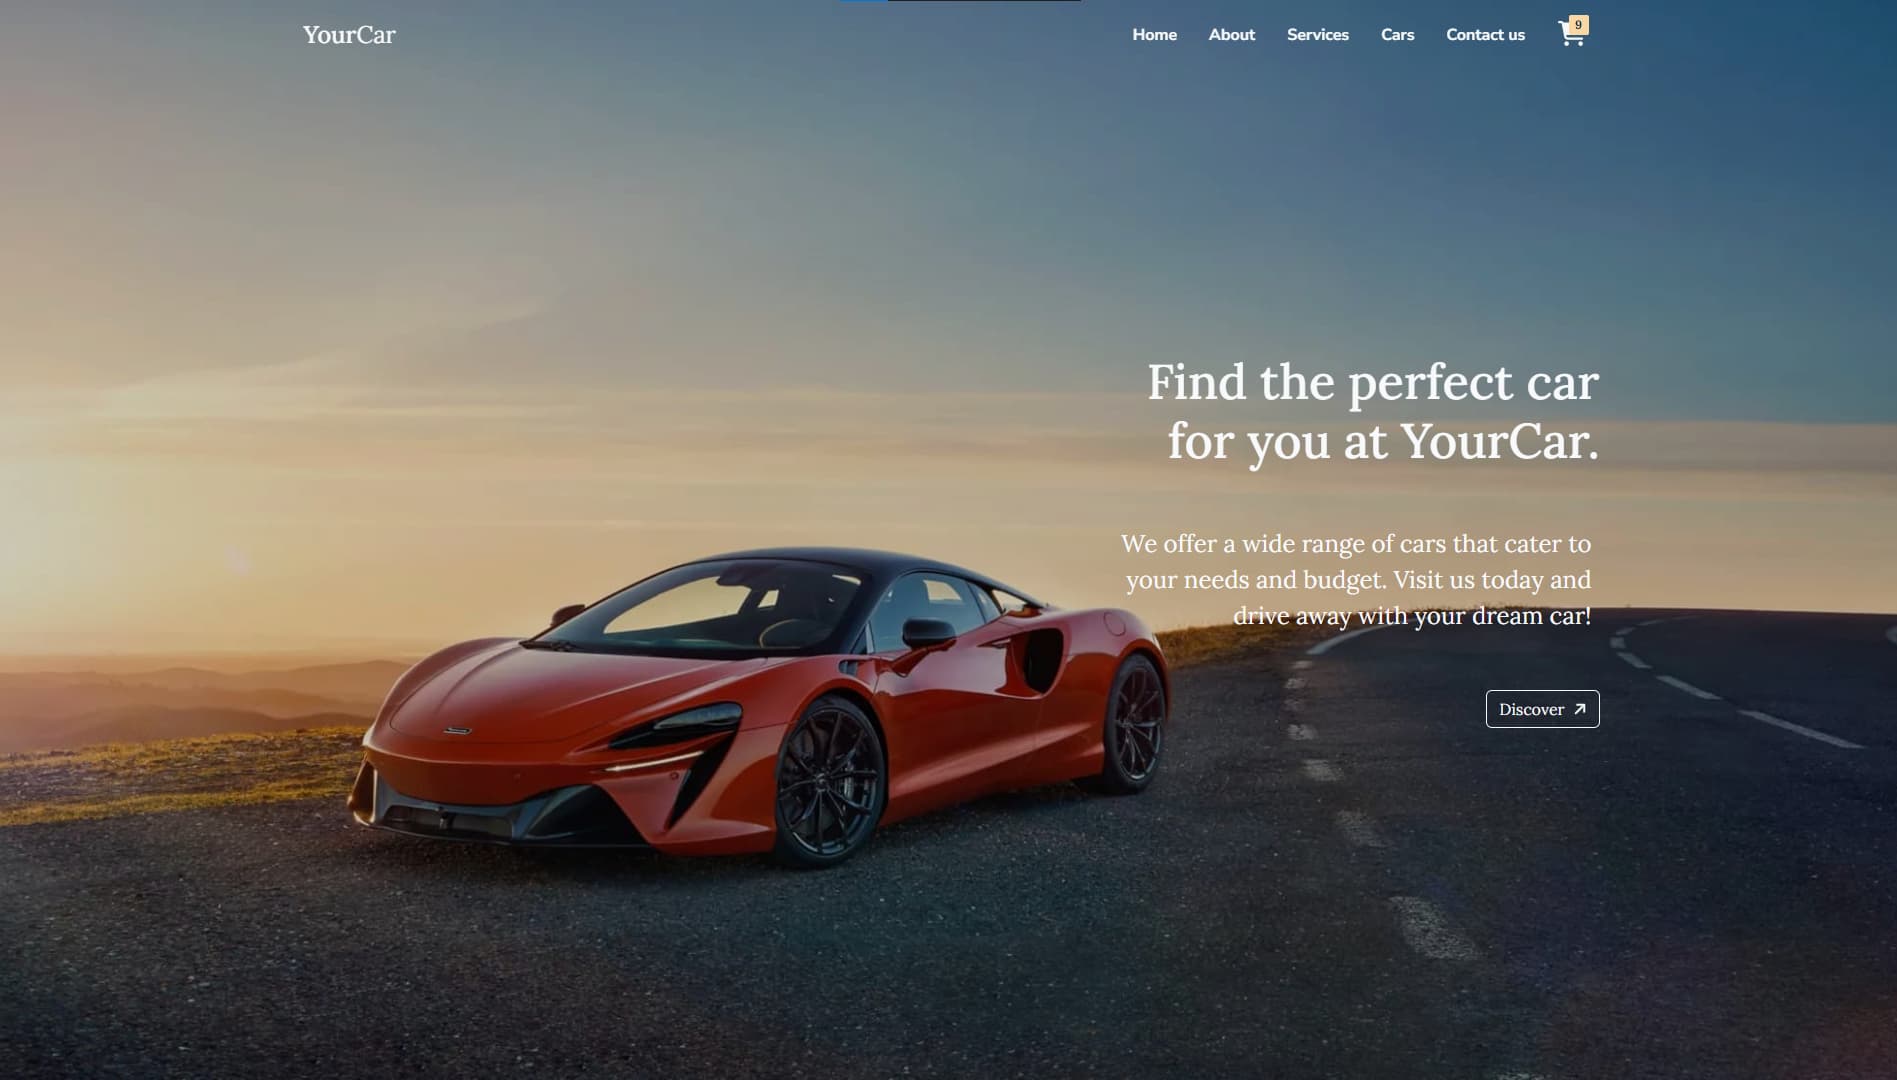 YourCar
Home About Services Cars Contact us 9
Find the perfect car
for you at YourCar.
We offer a wide range of cars that cater to
your needs and budget. Visit us today and
drive away with your dream car!
Discover